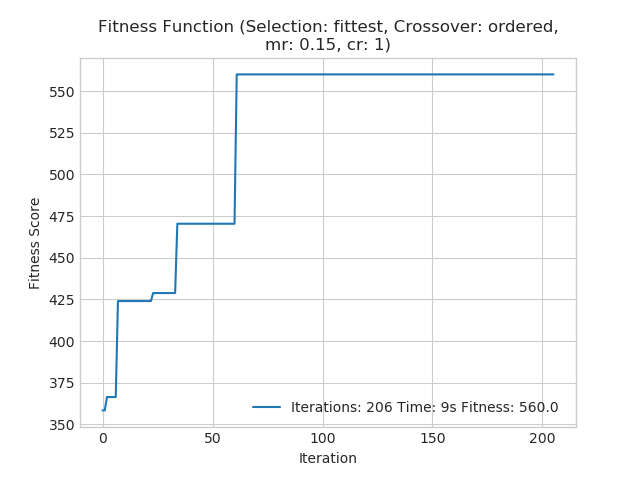 Fitness Function (Selection: fittest, Crossover: ordered,
mr: 0.15, cr: 1)
Fitness Score
550
525
500
475
450
425
400
375
350
Iterations: 206 Time: 9s Fitness: 560.0
0
50
100
150
200
Iteration